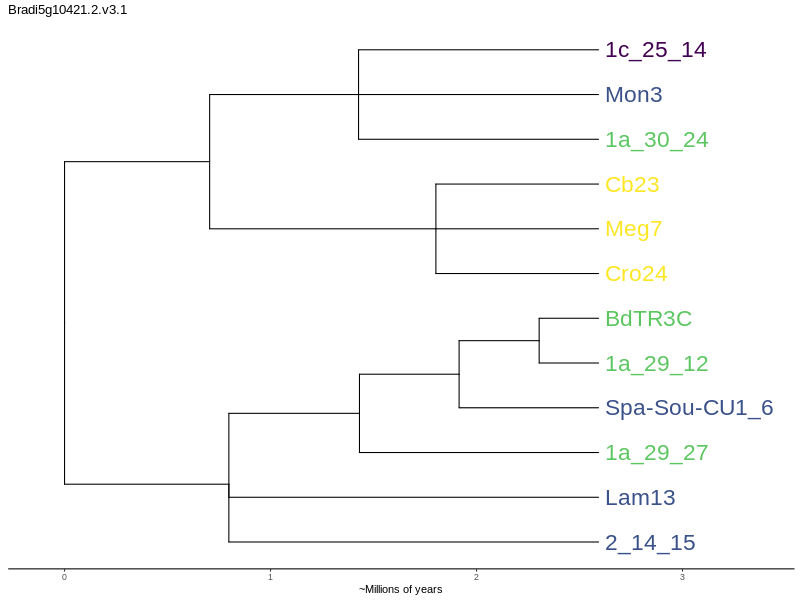 Bradi5g10421.2.v3.1
1c_25_14
Mon3
1a_30_24
Cb23
Meg7
Cro24
BdTR3C
1a_29_12
Spa-Sou-CU1_6
1a_29_27
Lam13
2_14_15
0 1 2 3
~Millions of years